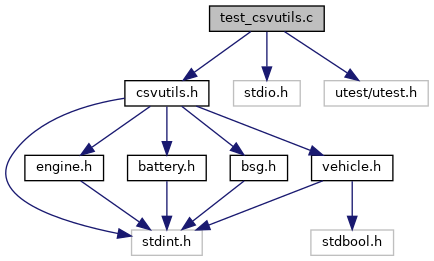 test_csvutils.c
csvutils.h
stdio.h
utest/utest.h
engine.h
battery.h
bsg.h
vehicle.h
stdint.h
stdbool.h